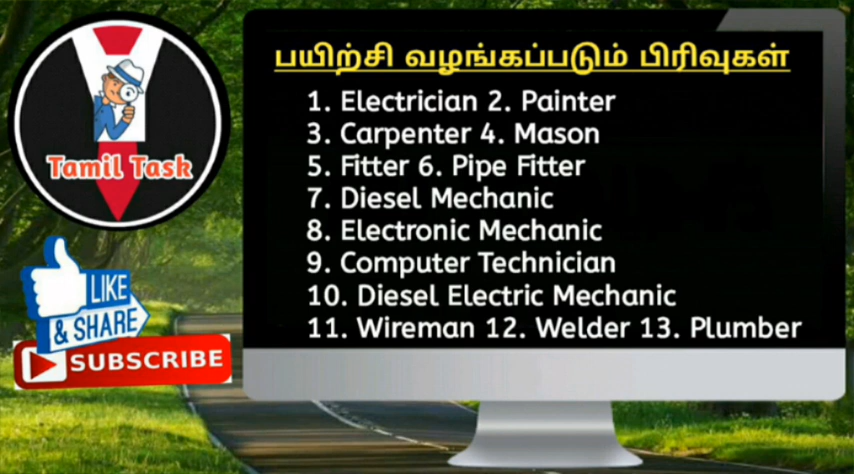 Tamil Task
LIKE
& SHARE
SUBSCRIBE
பயிற்சி வழங்கப்படும் பிரிவுகள்
1. Electrician 2. Painter
3. Carpenter 4. Mason
5. Fitter 6. Pipe Fitter
7. Diesel Mechanic
8. Electronic Mechanic
9. Computer Technician
10. Diesel Electric Mechanic
11. Wireman 12. Welder 13. Plumber